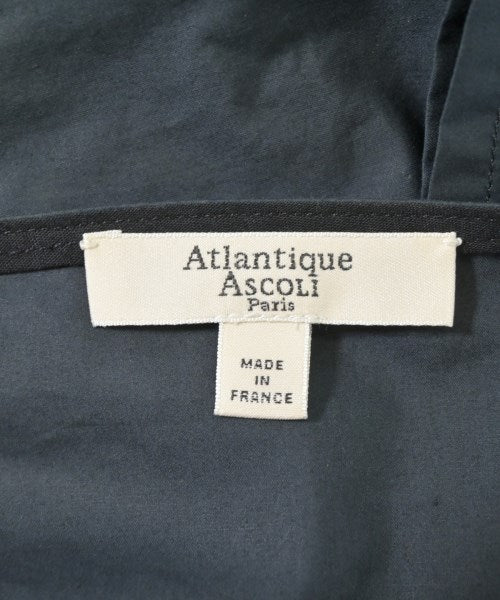 Atlantique
ASCOLI
Paris
MADE
IN
FRANCE